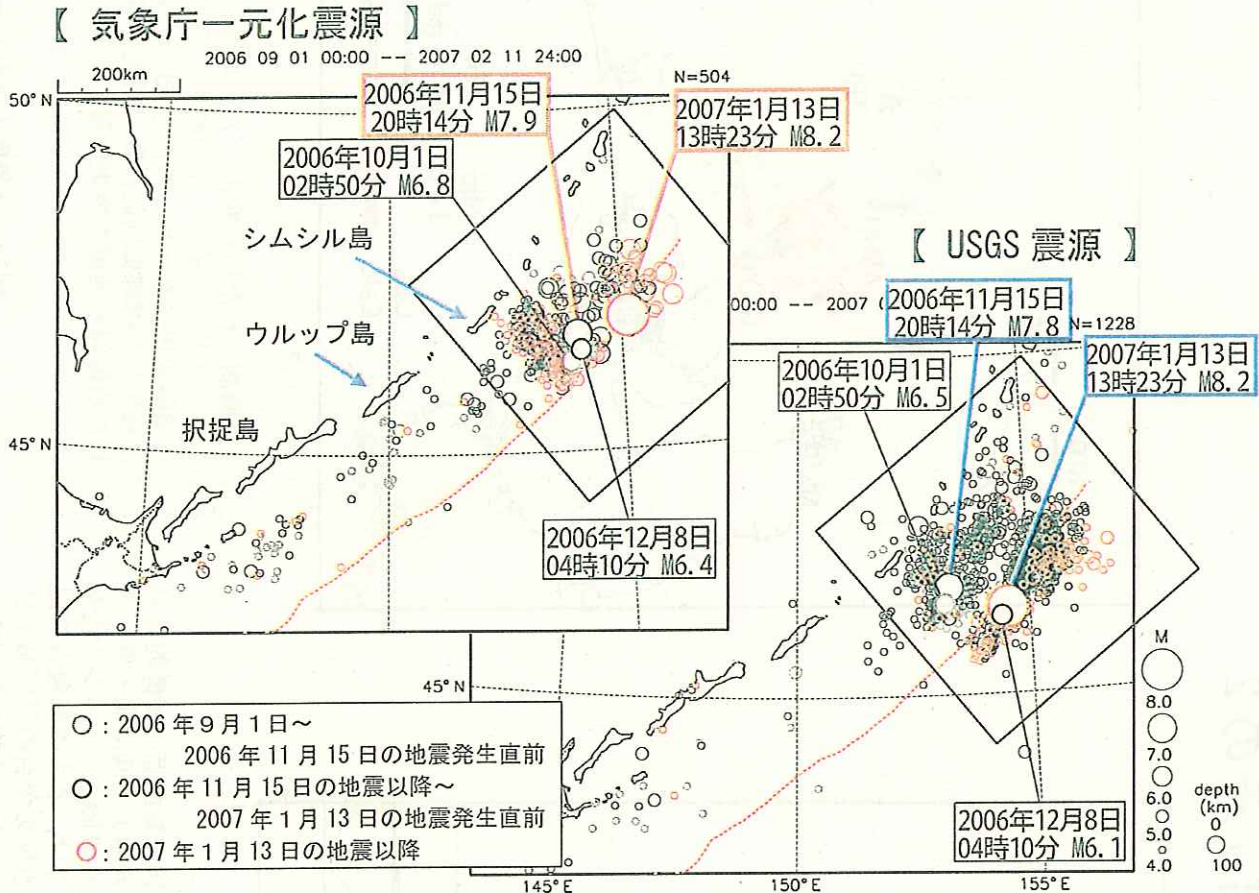 【 気象庁一元化震源 】
2006 09 01 00:00 -- 2007 02 11 24:00
200km
N=504
50° N
2006年11月15日
20時14分 M7.9
2007年1月13日
13時23分 M8.2
2006年10月1日
02時50分 M6.8
シムシル島
ウルップ島
択捉島
45° N
2006年12月8日
04時10分 M6.4
【 USGS 震源 】
00:00 -- 2007
N=1228
2006年11月15日
20時14分 M7.8
2007年1月13日
13時23分 M8.2
2006年10月1日
02時50分 M6.5
45° N
2006年12月8日
04時10分 M6.1
145°E
150°E
155°E
M
8.0
7.0
6.0
5.0
4.0
depth
(km)
0
100
○ : 2006 年９月１日～
2006 年 11 月 15 日の地震発生直前
○ : 2006 年 11 月 15 日の地震以降～
2007 年 1 月 13 日の地震発生直前
○ : 2007 年 1 月 13 日の地震以降